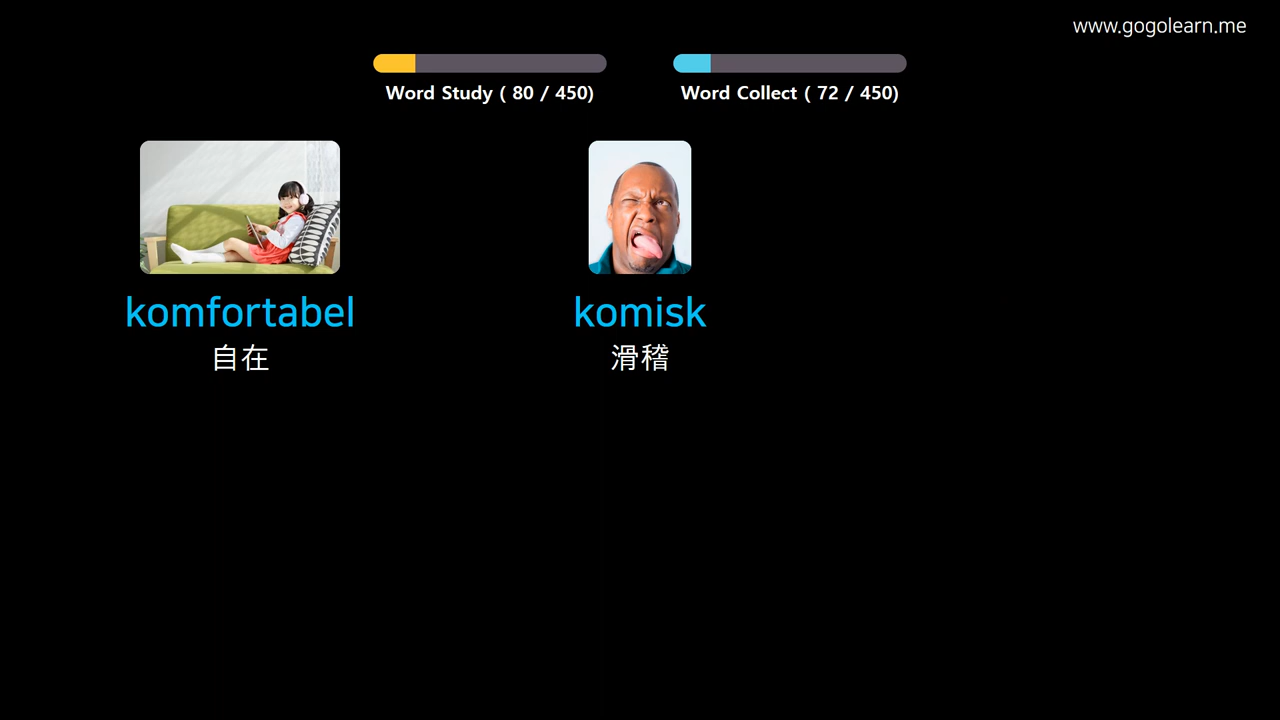 www.gogolearn.me
Word Study ( 80 / 450)
Word Collect ( 72 / 450)
komfortabel
自在
komisk
滑稽